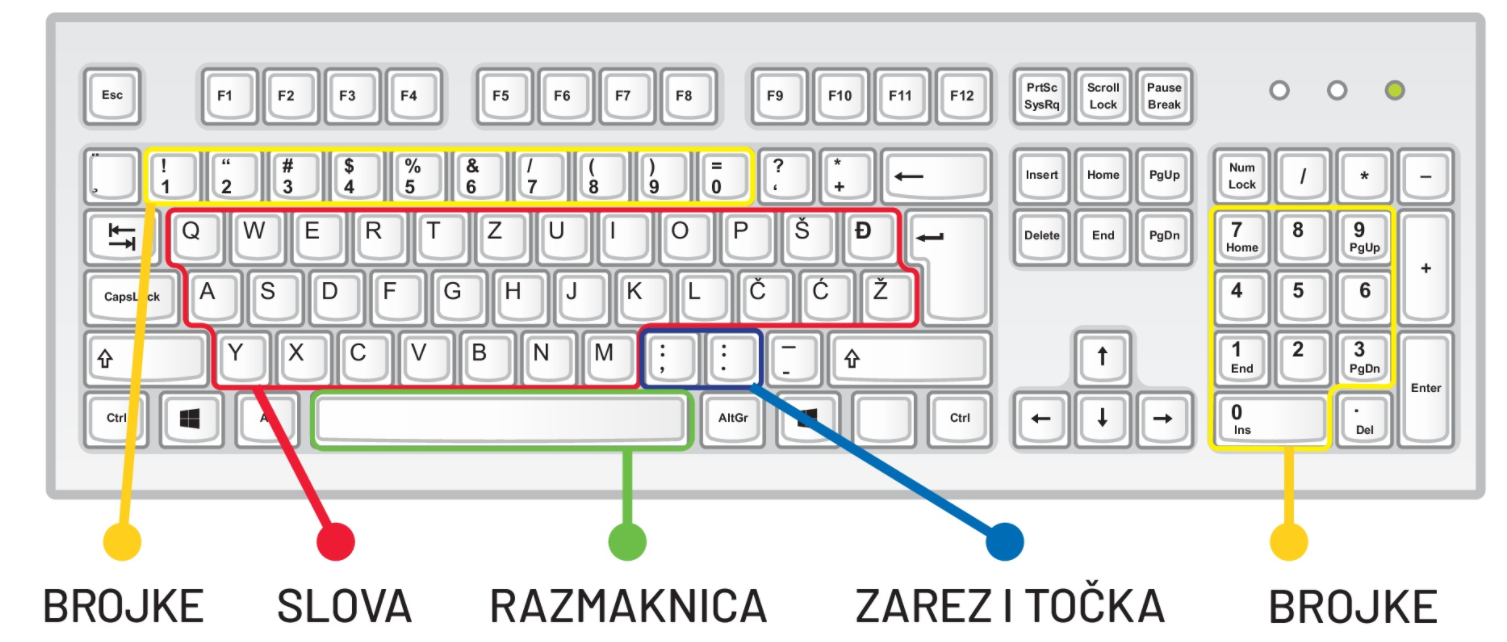 Esc F1 F2 F3 F4 F5 F6 F7 F8 F9 F10 F11 F12 PrtSc SysRq Scroll Lock Pause Break
¨ ¸ ! 1 “ 2 # 3 $ 4 % 5 & 6 / 7 ( 8 ) 9 = 0 ? ‘ * + ← Insert Home PgUp Num Lock / * −
Q W E R T Z U I O P Š Đ Delete End PgDn 7 Home 8 9 PgUp +
CapsLock A S D F G H J K L Č Ć Ž 4 5 6
⇧ Y X C V B N M ; , : . _ - ⇧ ↑ 1 End 2 3 PgDn Enter
Ctrl A AltGr Ctrl ← ↓ → 0 Ins . Del
BROJKE SLOVA RAZMAKNICA ZAREZ I TOČKA BROJKE